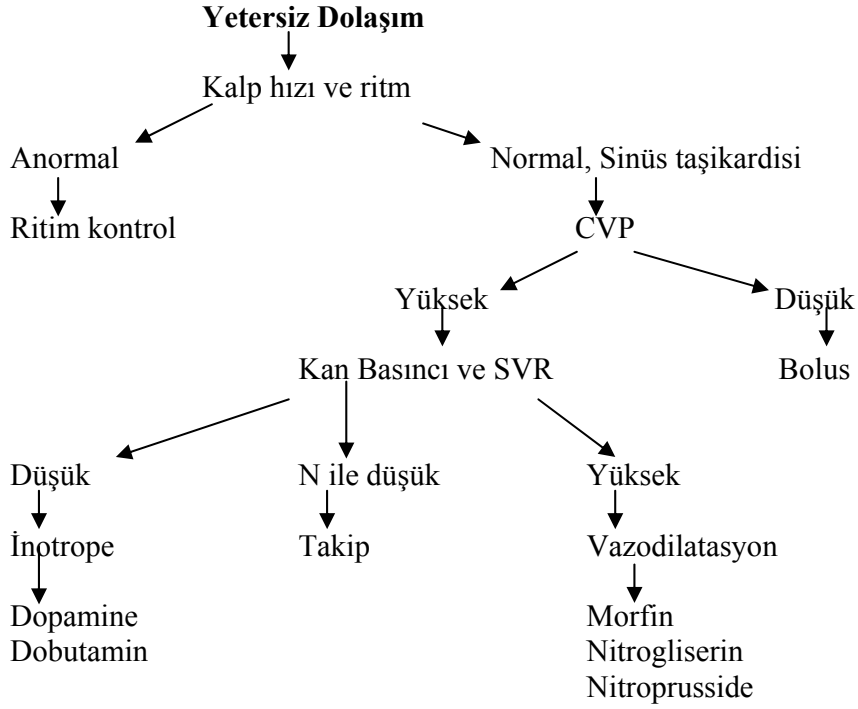 Yetersiz Dolaşım
Kalp hızı ve ritm
Anormal
Normal, Sinüs taşikardisi
Ritim kontrol
CVP
Yüksek
Düşük
Kan Basıncı ve SVR
Bolus
Düşük
N ile düşük
Yüksek
İnotrope
Takip
Vazodilatasyon
Dopamine
Morfin
Dobutamin
Nitrogliserin
Nitroprusside